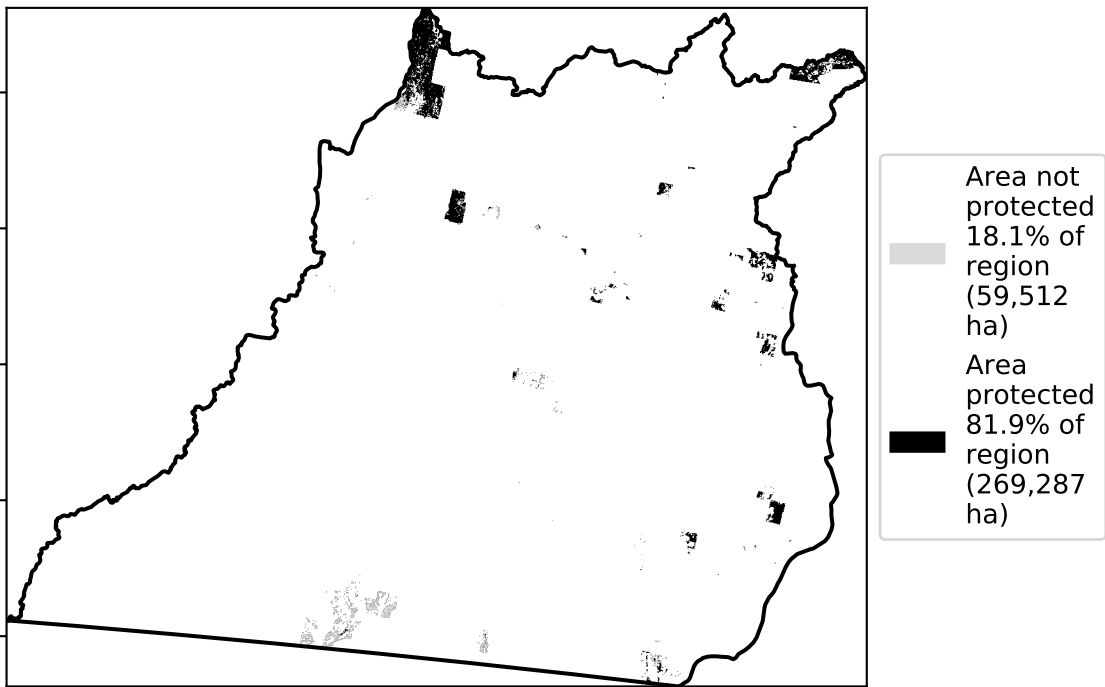 Area not
protected
18.1% of
region
(59,512
ha)
Area
protected
81.9% of
region
(269,287
ha)